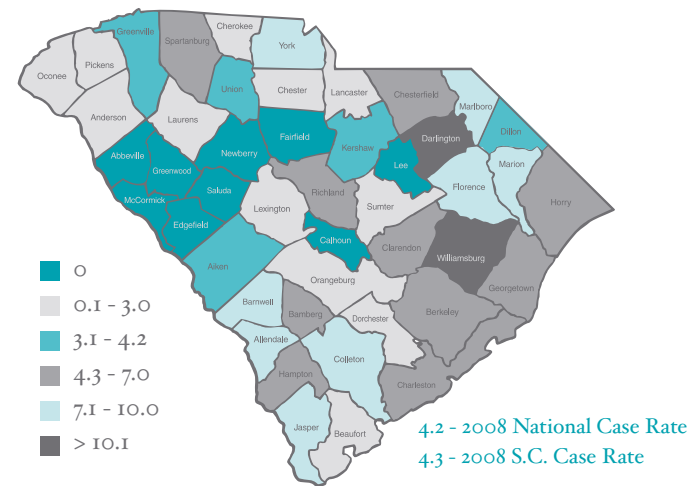 Cherokee
Greenville
Spartanburg
York
Pickens
Oconee
Union
Chester
Lancaster
Chesterfield
Marlboro
Anderson
Laurens
Darlington
Dillon
Fairfield
Kershaw
Newberry
Abbeville
Lee
Marion
Greenwood
Saluda
Richland
Florence
McCormick
Lexington
Sumter
Horry
Edgefield
Calhoun
Clarendon
Williamsburg
Aiken
Orangeburg
Georgetown
Barnwell
Bamberg
Berkeley
Dorchester
Allendale
Colleton
Hampton
Charleston
Jasper
Beaufort
0
0.1 - 3.0
3.1 - 4.2
4.3 - 7.0
7.1 - 10.0
> 10.1
4.2 - 2008 National Case Rate
4.3 - 2008 S.C. Case Rate